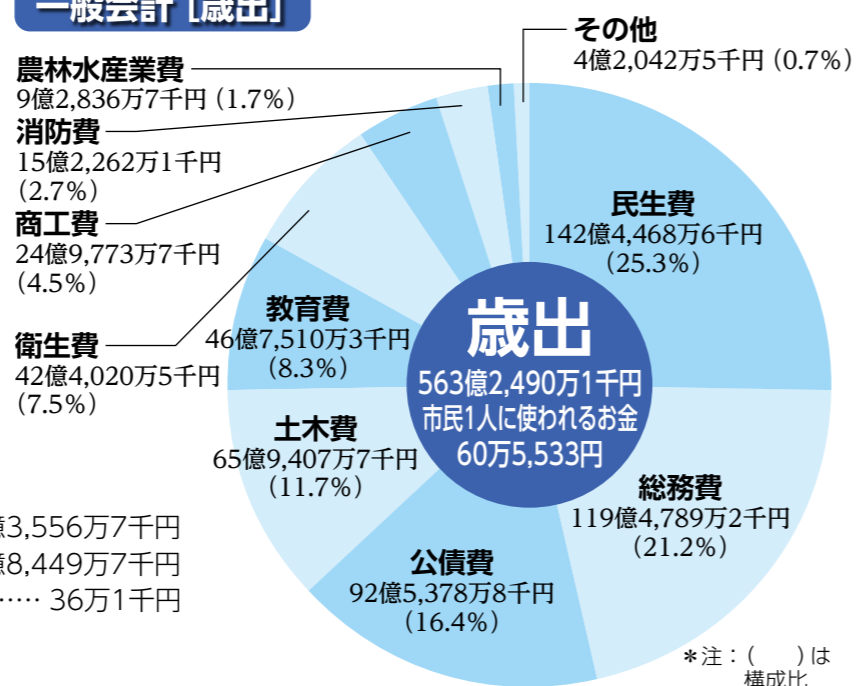 一般会計［歳出］
その他
4億2,042万5千円（0.7%）
農林水産業費
9億2,836万7千円（1.7%）
消防費
15億2,262万1千円
（2.7%）
商工費
24億9,773万7千円
（4.5%）
衛生費
42億4,020万5千円
（7.5%）
教育費
46億7,510万3千円
（8.3%）
土木費
65億9,407万7千円
（11.7%）
公債費
92億5,378万8千円
（16.4%）
総務費
119億4,789万2千円
（21.2%）
民生費
142億4,468万6千円
（25.3%）
歳出
563億2,490万1千円
市民1人に使われるお金
60万5,533円
億3,556万7千円
億8,449万7千円
…… 36万1千円
＊注：（　　）は
構成比